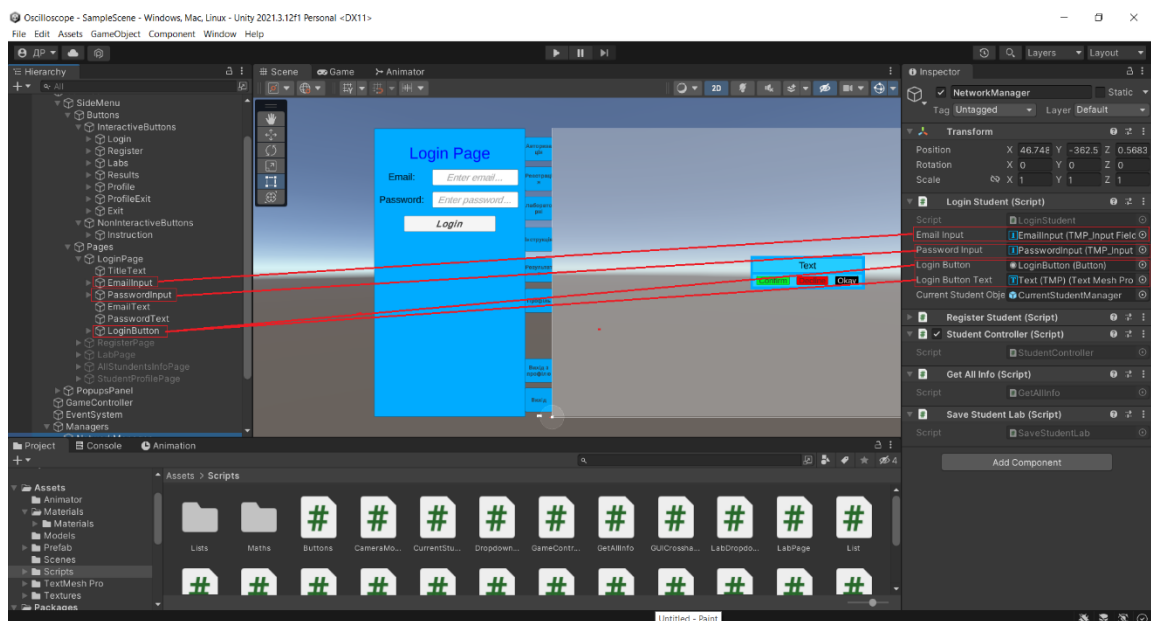 Oscilloscope - SampleScene - Windows, Mac, Linux - Unity 2021.3.12f1 Personal <DX11>
File Edit Assets GameObject Component Window Help
ДР
Layers
Layout
Hierarchy
All
SideMenu
Buttons
InteractiveButtons
Login
Register
Labs
Results
Profile
ProfileExit
Exit
NonInteractiveButtons
Instruction
Pages
LoginPage
TitleText
EmailInput
PasswordInput
EmailText
PasswordText
LoginButton
RegisterPage
LabPage
AllStundentsInfoPage
StudentProfilePage
PopupsPanel
GameController
EventSystem
Managers
Scene Game Animator
2D
Login Page
Email: Enter email...
Password: Enter password...
Login
Text
Confirm Okay
Inspector
NetworkManager Static
Tag Untagged Layer Default
Transform
Position X 46.748 Y -362.5 Z 0.5683
Rotation X 0 Y 0 Z 0
Scale X 1 Y 1 Z 1
Login Student (Script)
Script LoginStudent
Email Input EmailInput (TMP_Input Field
Password Input PasswordInput (TMP_Input
Login Button LoginButton (Button)
Login Button Text Text (TMP) (Text Mesh Pro
Current Student Obje CurrentStudentManager
Register Student (Script)
Student Controller (Script)
Script StudentController
Get All Info (Script)
Script GetAllInfo
Save Student Lab (Script)
Script SaveStudentLab
Add Component
Project Console Animation
4
Assets
Animator
Materials
Materials
Models
Prefab
Scenes
Scripts
TextMesh Pro
Textures
Packages
Assets > Scripts
Lists Maths Buttons CameraMo... CurrentStu... Dropdown... GameContr... GetAllInfo GUICrossha... LabDropdo... LabPage List
Untitled - Paint